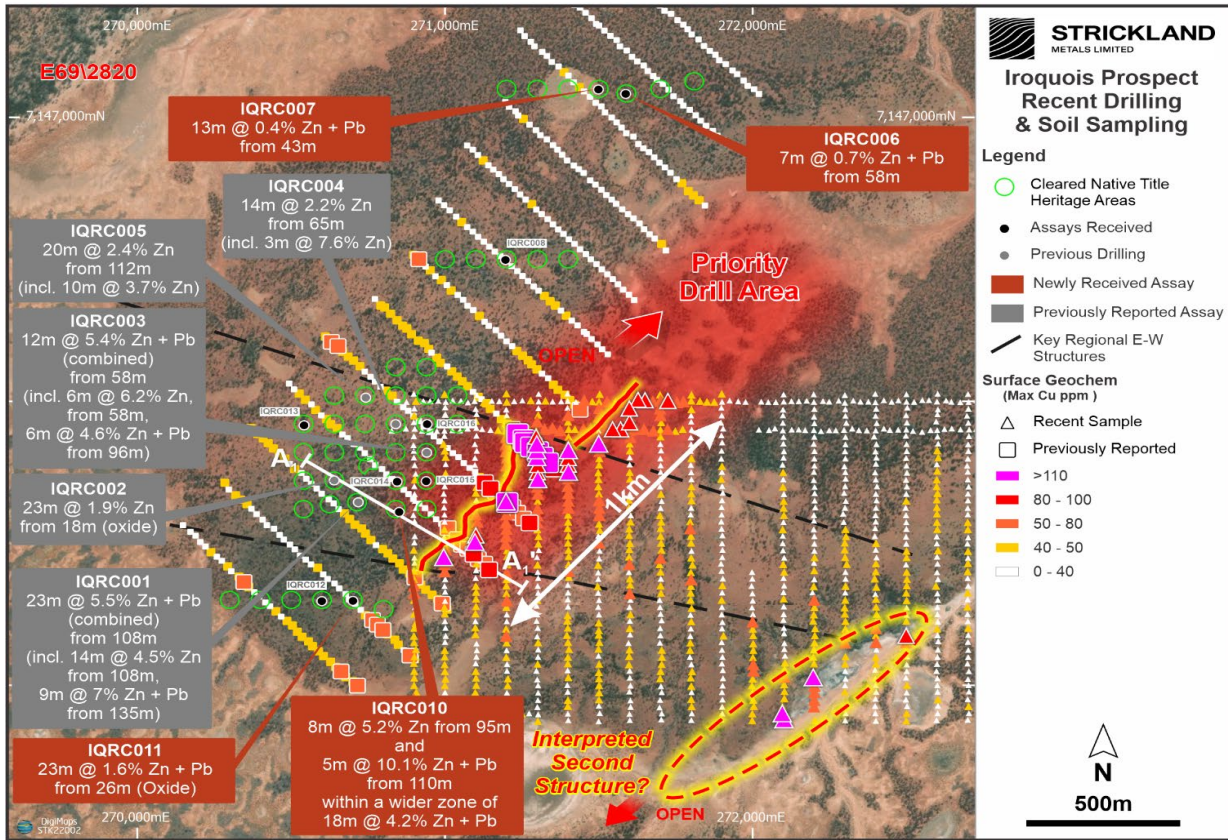 270,000mE
271,000mE
272,000mE
E69\2820
7,147,000mN
7,147,000mN
IQRC007
13m @ 0.4% Zn + Pb
from 43m
IQRC006
7m @ 0.7% Zn + Pb
from 58m
IQRC004
14m @ 2.2% Zn
from 65m
(incl. 3m @ 7.6% Zn)
IQRC005
20m @ 2.4% Zn
from 112m
(incl. 10m @ 3.7% Zn)
IQRC003
12m @ 5.4% Zn + Pb
(combined)
from 58m
(incl. 6m @ 6.2% Zn,
from 58m,
6m @ 4.6% Zn + Pb
from 96m)
IQRC002
23m @ 1.9% Zn
from 18m (oxide)
IQRC001
23m @ 5.5% Zn + Pb
(combined)
from 108m
(incl. 14m @ 4.5% Zn
from 108m,
9m @ 7% Zn + Pb
from 135m)
IQRC011
23m @ 1.6% Zn + Pb
from 26m (Oxide)
IQRC010
8m @ 5.2% Zn from 95m
and
5m @ 10.1% Zn + Pb
from 110m
within a wider zone of
18m @ 4.2% Zn + Pb
IQRC008
Priority
Drill Area
OPEN
IQRC013
IQRC016
IQRC014
IQRC015
IQRC012
A1
A1'
1km
Interpreted
Second
Structure?
OPEN
DigiMaps
STK22002
270,000mE
272,000mE
STRICKLAND
METALS LIMITED
Iroquois Prospect
Recent Drilling
& Soil Sampling
Legend
Cleared Native Title
Heritage Areas
Assays Received
Previous Drilling
Newly Received Assay
Previously Reported Assay
Key Regional E-W
Structures
Surface Geochem
(Max Cu ppm )
Recent Sample
Previously Reported
>110
80 - 100
50 - 80
40 - 50
0 - 40
N
500m